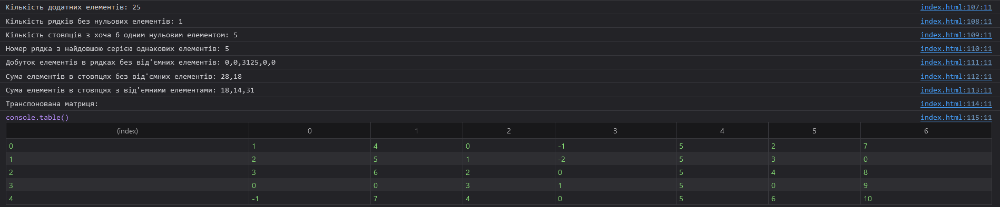 Кількість додатних елементів: 25 index.html:107:11
Кількість рядків без нульових елементів: 1 index.html:108:11
Кількість стовпців з хоча б одним нульовим елементом: 5 index.html:109:11
Номер рядка з найдовшою серією однакових елементів: 5 index.html:110:11
Добуток елементів в рядках без від'ємних елементів: 0,0,3125,0,0 index.html:111:11
Сума елементів в стовпцях без від'ємних елементів: 28,18 index.html:112:11
Сума елементів в стовпцях з від'ємними елементами: 18,14,31 index.html:113:11
Транспонована матриця: index.html:114:11
console.table() index.html:115:11
(index) 0 1 2 3 4 5 6
0 1 4 0 -1 5 2 7
1 2 5 1 -2 5 3 0
2 3 6 2 0 5 4 8
3 0 0 3 1 5 0 9
4 -1 7 4 0 5 6 10